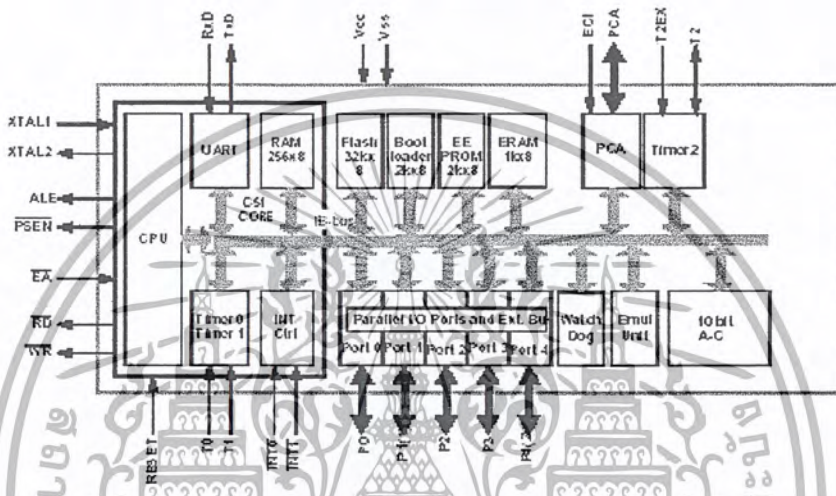 RxD
TxD
Vcc
Vss
ECI
PCA
T2EX
T2
XTAL1
XTAL2
ALE
PSEN
EA
RD
WR
CPU
UART
RAM
256x8
C51
CORE
IB-bus
Flash
32kx
8
Boot
loader
2kx8
EE
PROM
2kx8
ERAM
1kx8
PCA
Timer2
Timer 0
Timer 1
INT
Ctrl
Parallel I/O Ports and Ext. Bu
Port 0
Port 1
Port 2
Port 3
Port 4
Watch
Dog
Emul
Unit
10 bit
RESET
T0
T1
INT0
INT1
P0
P2
P3